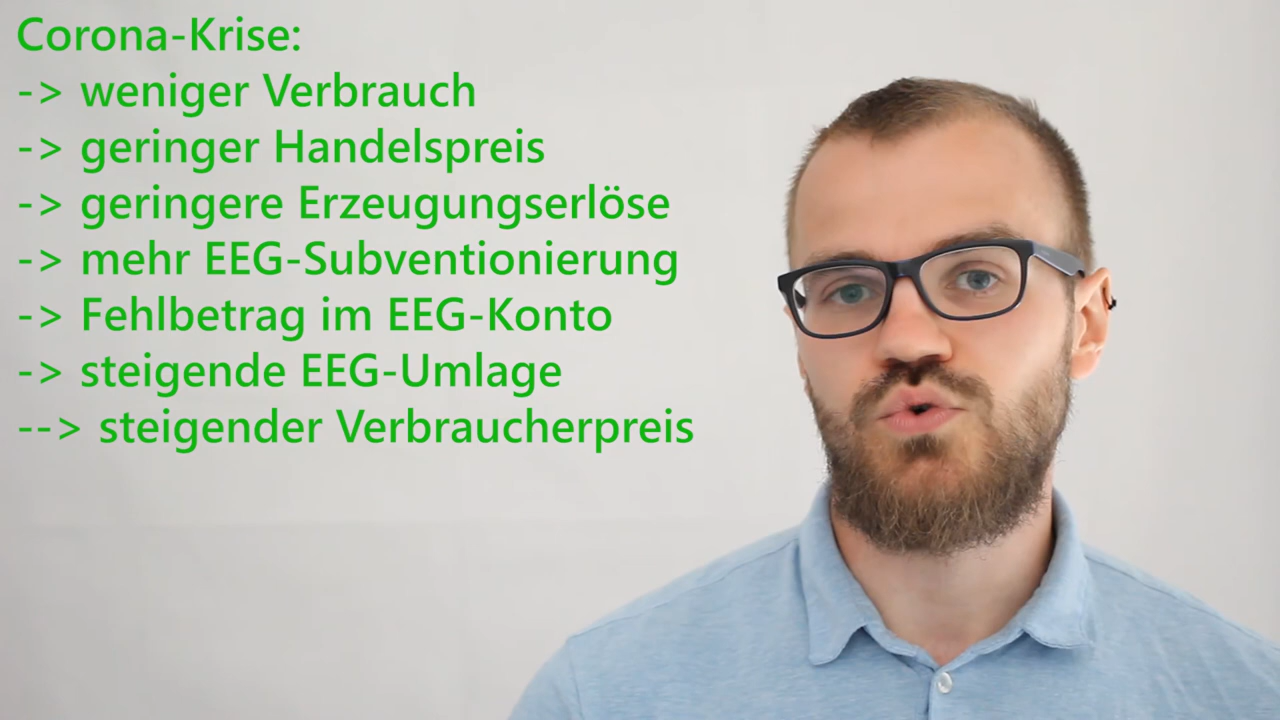 Corona-Krise:
-> weniger Verbrauch
-> geringer Handelspreis
-> geringere Erzeugungserlöse
-> mehr EEG-Subventionierung
-> Fehlbetrag im EEG-Konto
-> steigende EEG-Umlage
--> steigender Verbraucherpreis